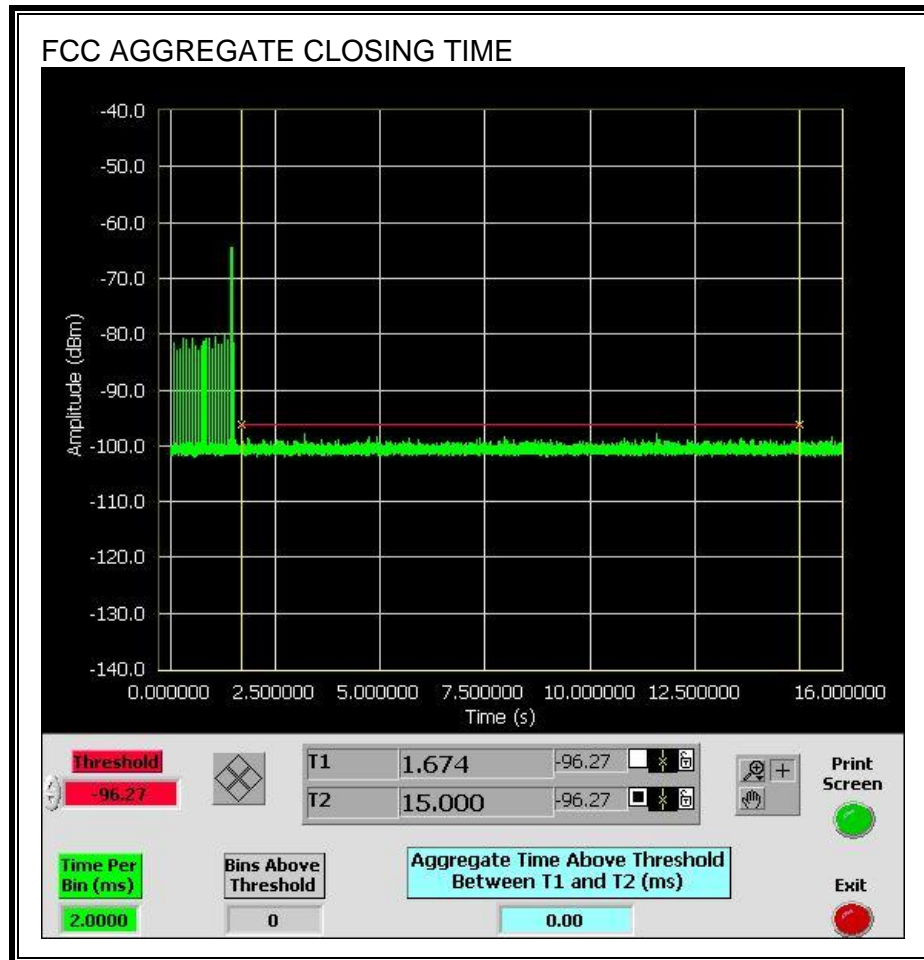 FCC AGGREGATE CLOSING TIME
-40.0
-50.0
-60.0
-70.0
-80.0
-90.0
-100.0
-110.0
-120.0
-130.0
-140.0
Amplitude (dBm)
0.000000 2.500000 5.000000 7.500000 10.000000 12.500000 16.000000
Time (s)
Threshold
-96.27
T1 1.674 -96.27
T2 15.000 -96.27
Print
Screen
Time Per
Bin (ms)
2.0000
Bins Above
Threshold
0
Aggregate Time Above Threshold
Between T1 and T2 (ms)
0.00
Exit